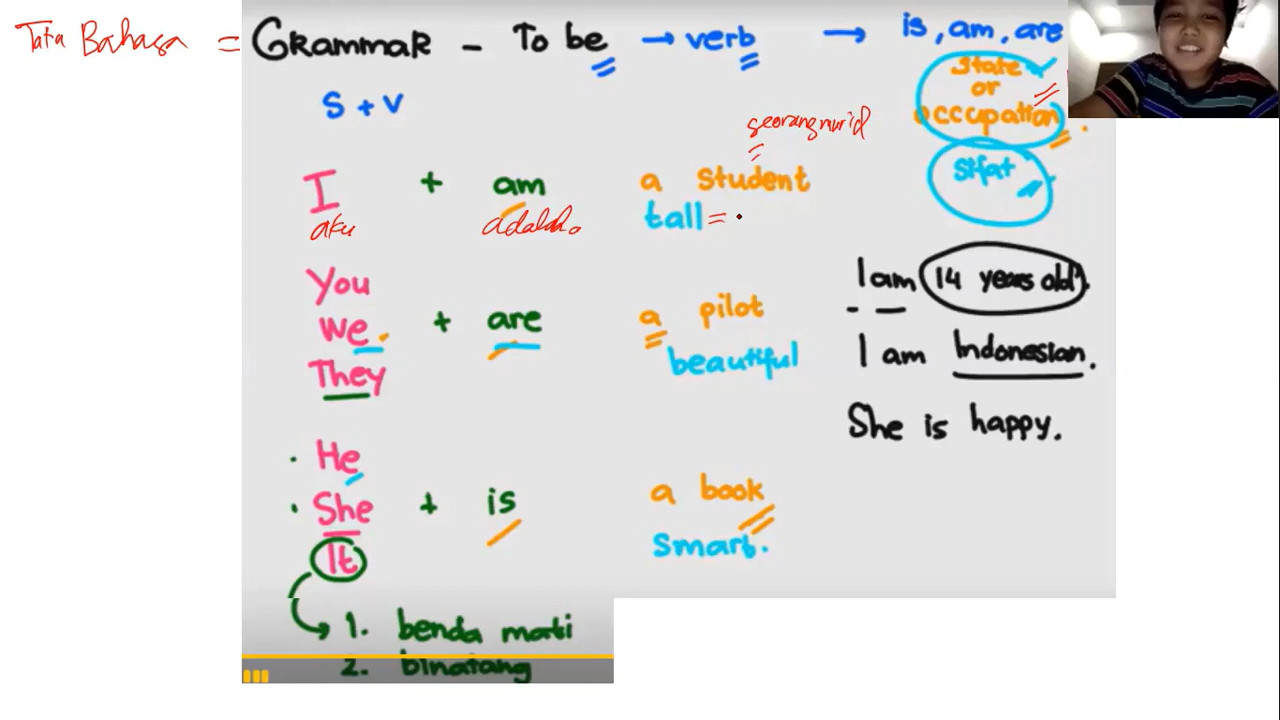 Tata Bahasa = GRAMMAR - To be → verb → is, am, are
State
or
occupation
S + V
seorang murid
sifat
I + am a student
aku adalah tall =
You
We + are a pilot
They beautiful
I am 14 years old.
I am Indonesian.
She is happy.
He
She + is a book
It smart.
1. benda mati
2. binatang